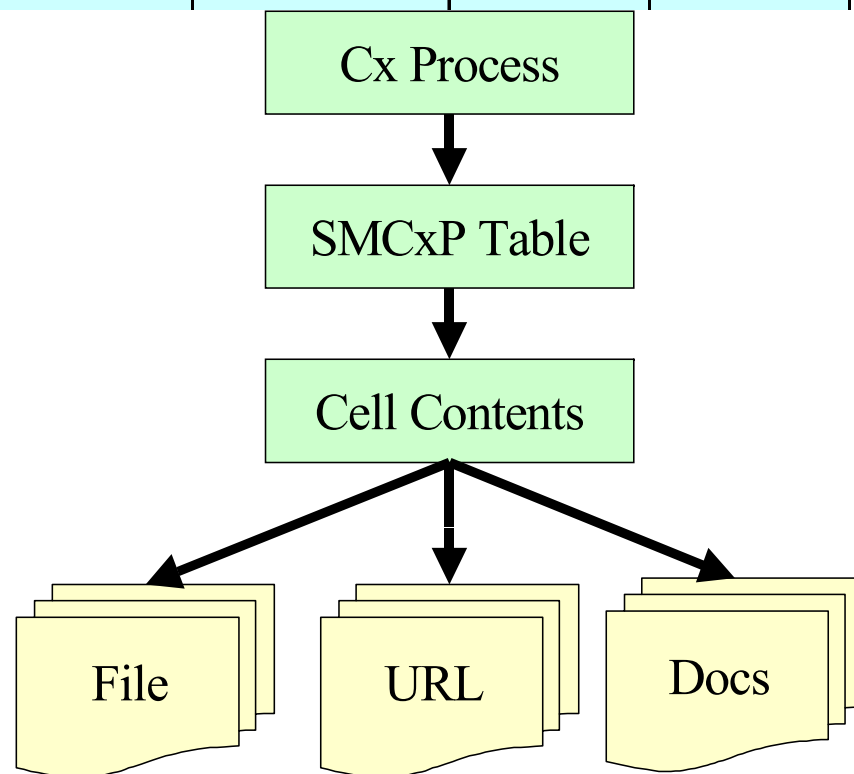 Cx Process
SMCxP Table
Cell Contents
File
URL
Docs